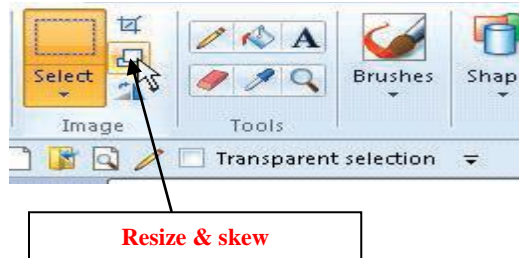 A
Select
Brushes
Shap
Image
Tools
Transparent selection
Resize & skew